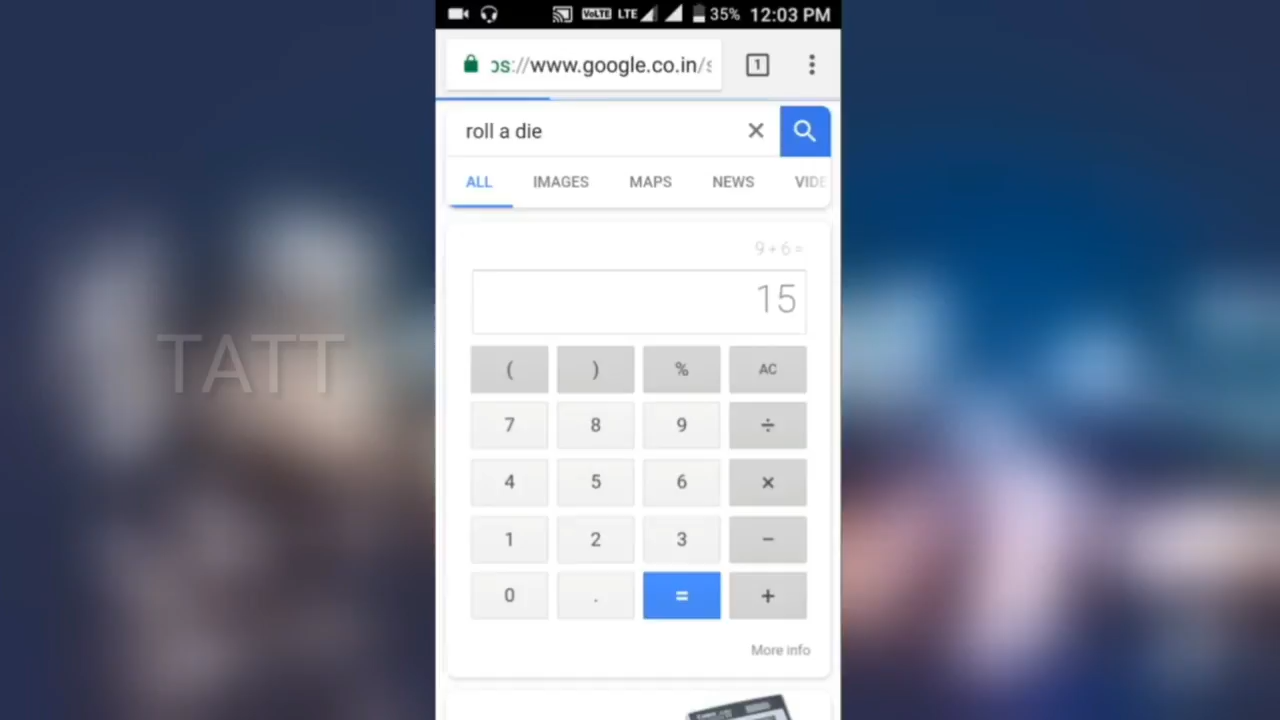 VoLTE LTE 35% 12:03 PM
ps://www.google.co.in/s
1
roll a die
ALL IMAGES MAPS NEWS VIDE
9 + 6 =
15
( ) % AC
7 8 9 ÷
TATT
4 5 6 ×
1 2 3 −
0 . = +
More info